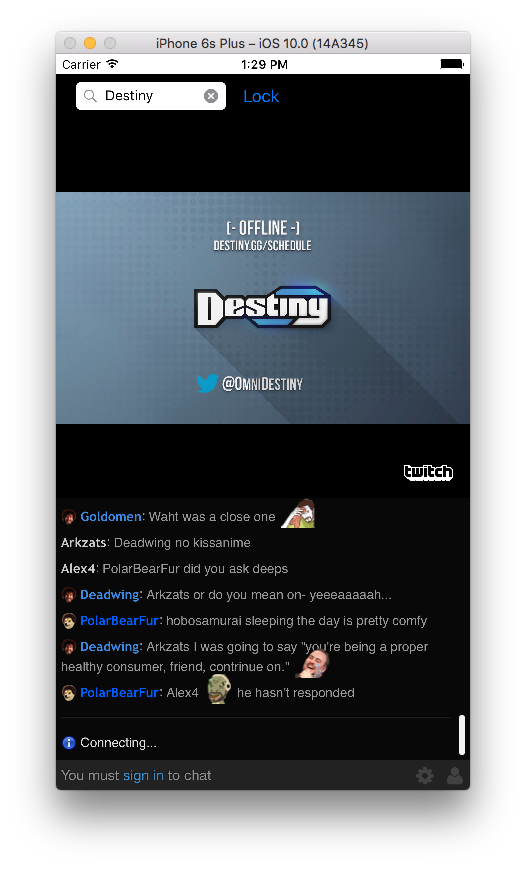 iPhone 6s Plus – iOS 10.0 (14A345)
Carrier 1:29 PM
Destiny Lock
[- OFFLINE -]
DESTINY.GG/SCHEDULE
Destiny
@OMNIDESTINY
twitch
Goldomen: Waht was a close one
Arkzats: Deadwing no kissanime
Alex4: PolarBearFur did you ask deeps
Deadwing: Arkzats or do you mean on- yeeeaaaaah...
PolarBearFur: hobosamurai sleeping the day is pretty comfy
Deadwing: Arkzats I was going to say "you're being a proper
healthy consumer, friend, contrinue on."
PolarBearFur: Alex4 he hasn't responded
Connecting...
You must sign in to chat